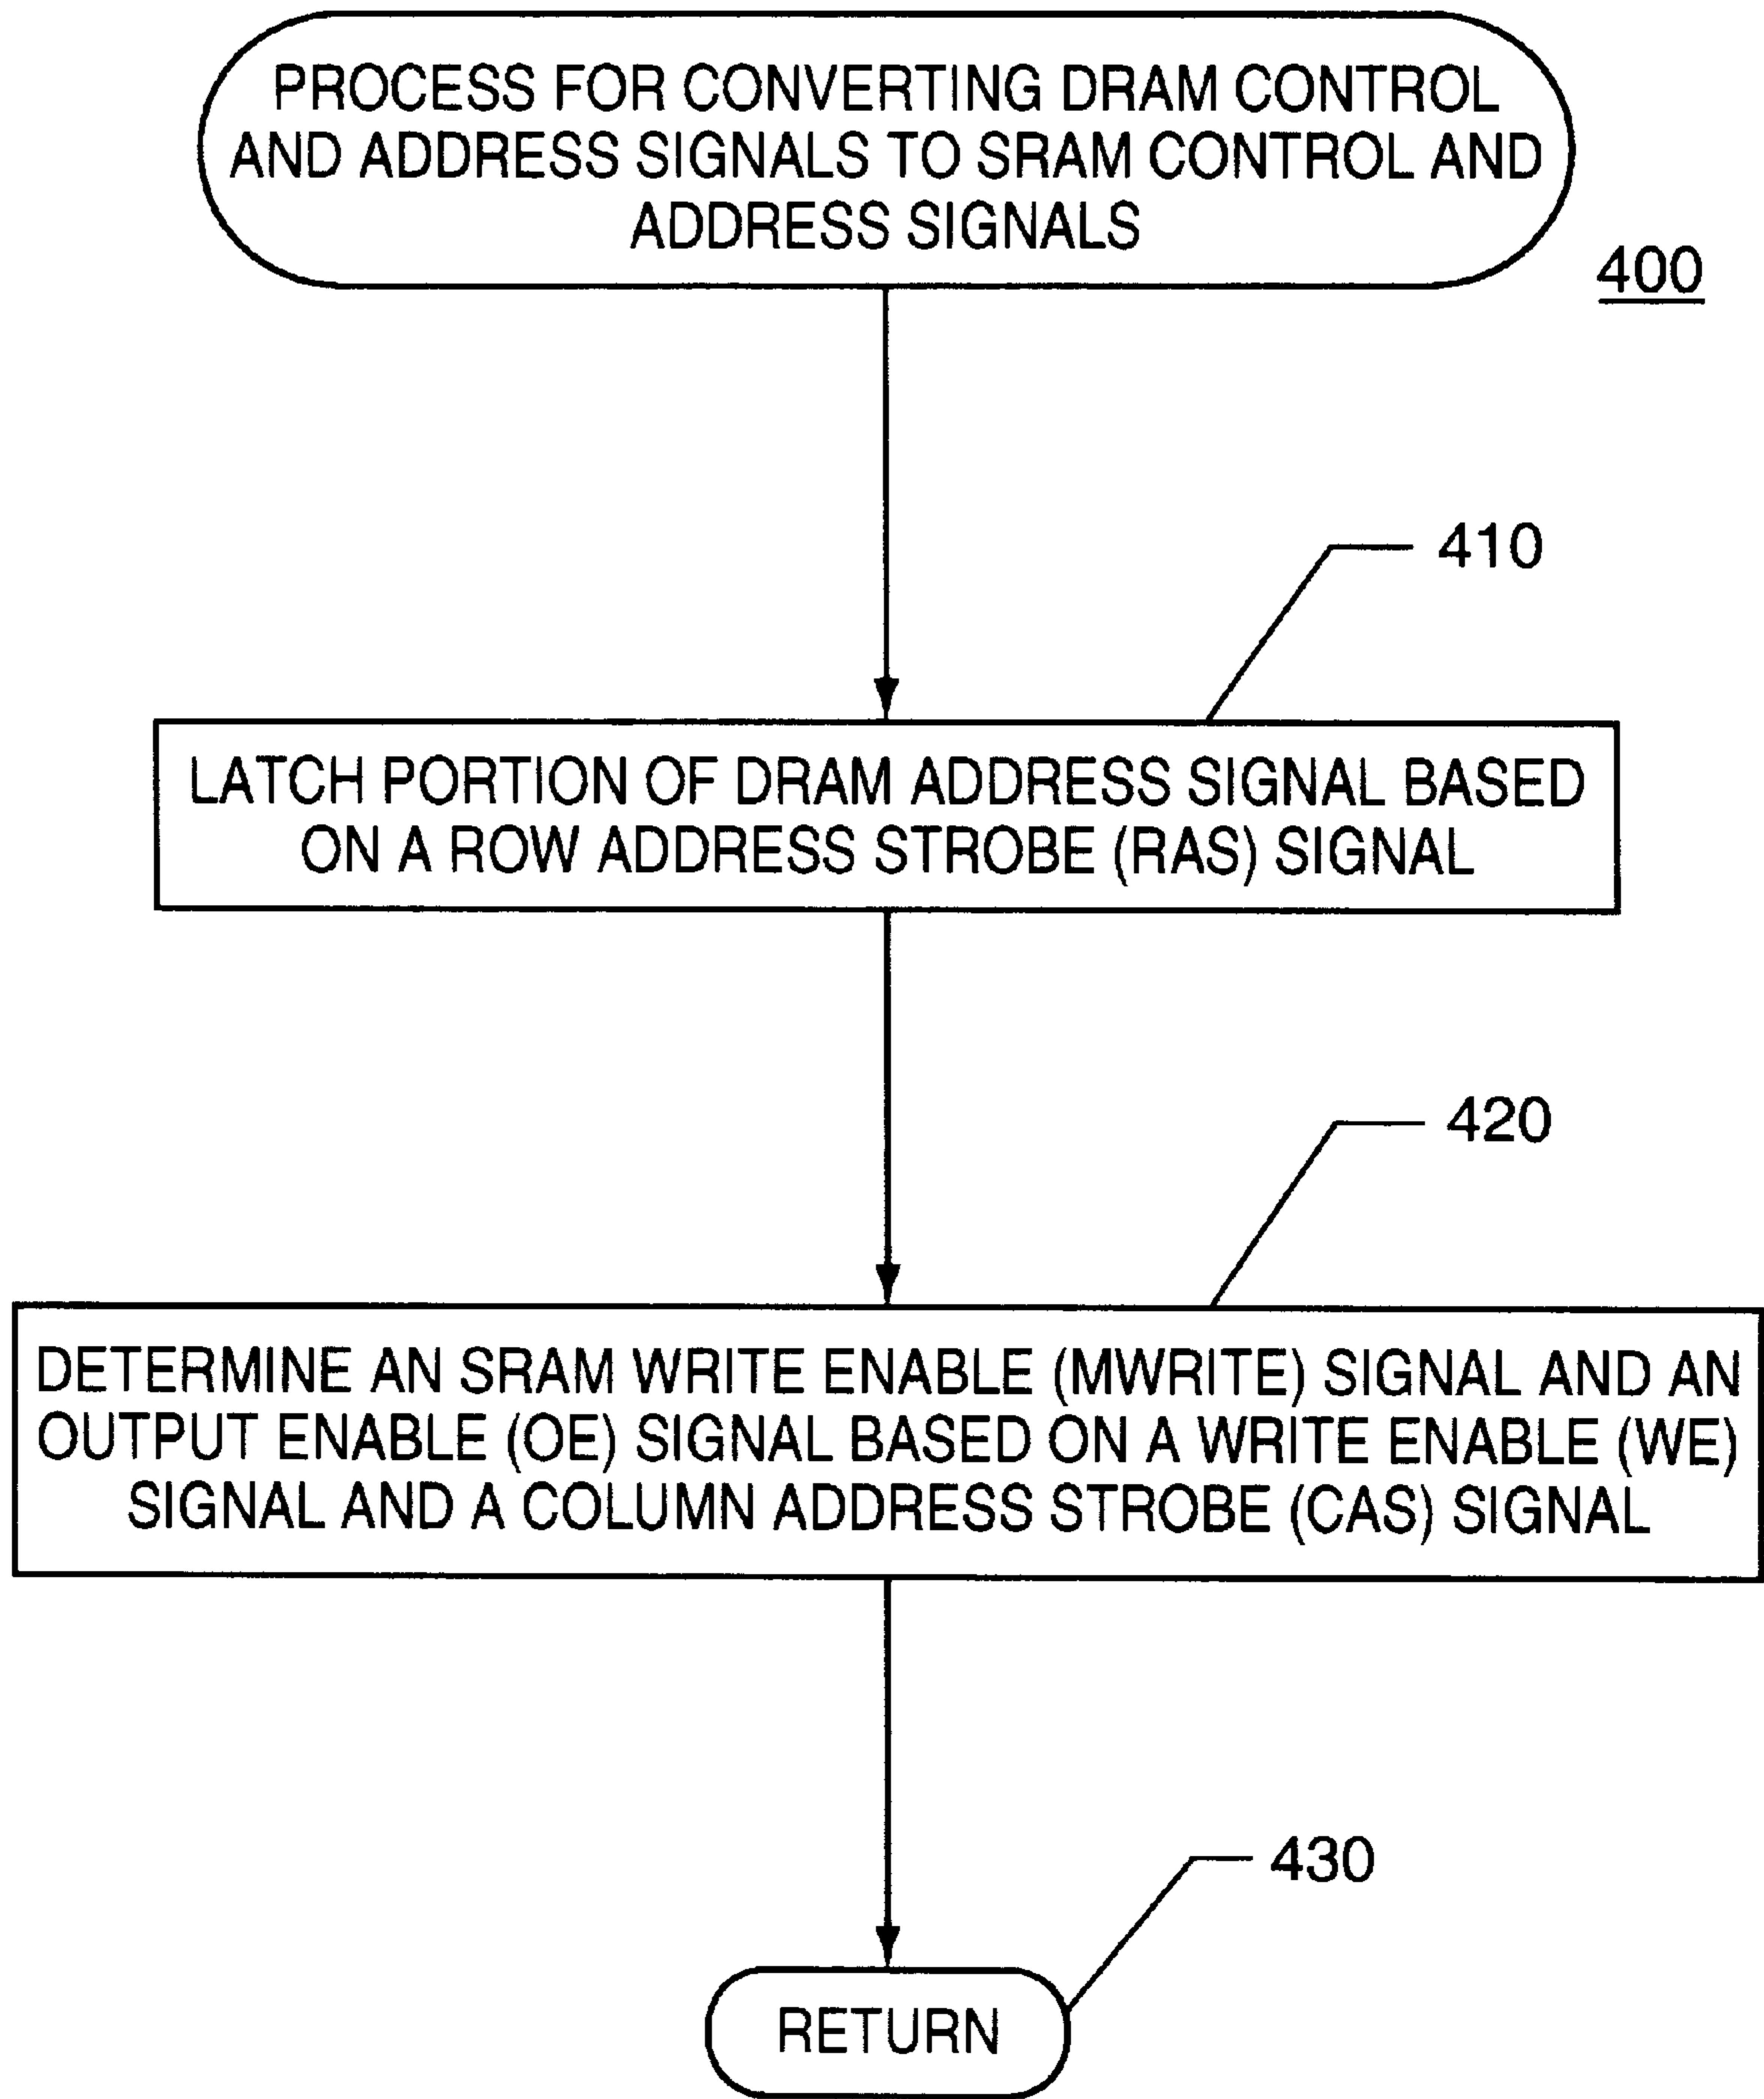 PROCESS FOR CONVERTING DRAM CONTROL
AND ADDRESS SIGNALS TO SRAM CONTROL AND
ADDRESS SIGNALS
400
410
LATCH PORTION OF DRAM ADDRESS SIGNAL BASED
ON A ROW ADDRESS STROBE (RAS) SIGNAL
420
DETERMINE AN SRAM WRITE ENABLE (MWRITE) SIGNAL AND AN
OUTPUT ENABLE (OE) SIGNAL BASED ON A WRITE ENABLE (WE)
SIGNAL AND A COLUMN ADDRESS STROBE (CAS) SIGNAL
430
RETURN